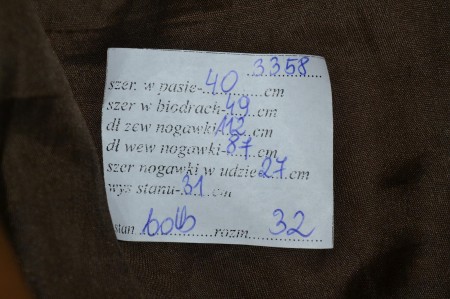 3358
szer. w pasie-40 cm
szer w biodrach-49 cm
dł zew nogawki-112 cm
dł wew nogawki-87 cm
szer nogawki w udzie 27 cm
wys stanu-31 cm
stan bdb rozm. 32